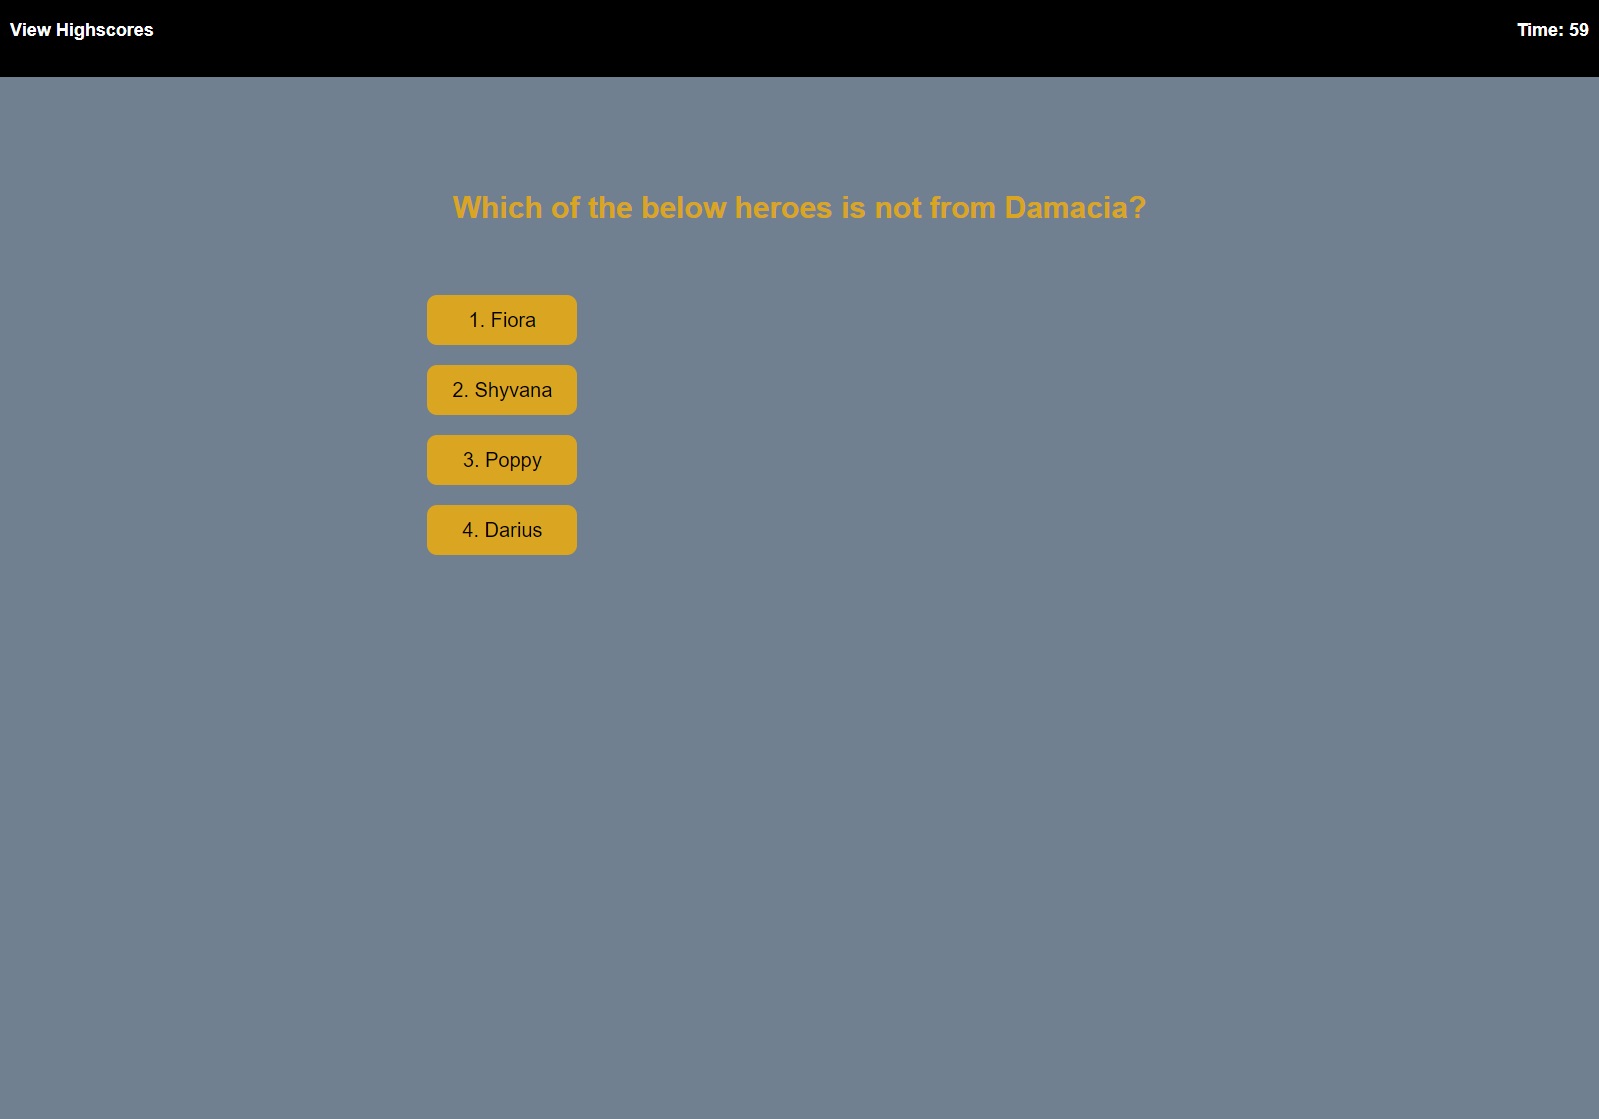 View Highscores
Time: 59
Which of the below heroes is not from Damacia?
1. Fiora
2. Shyvana
3. Poppy
4. Darius